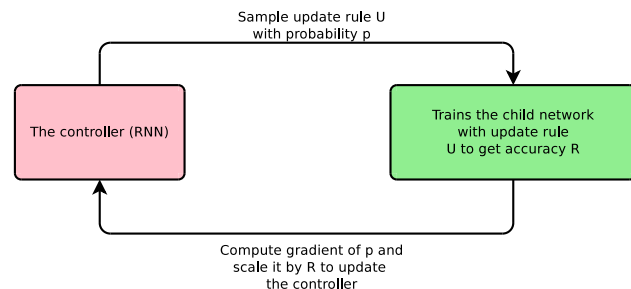 Sample update rule U
with probability p
The controller (RNN)
Trains the child network
with update rule
U to get accuracy R
Compute gradient of p and
scale it by R to update
the controller